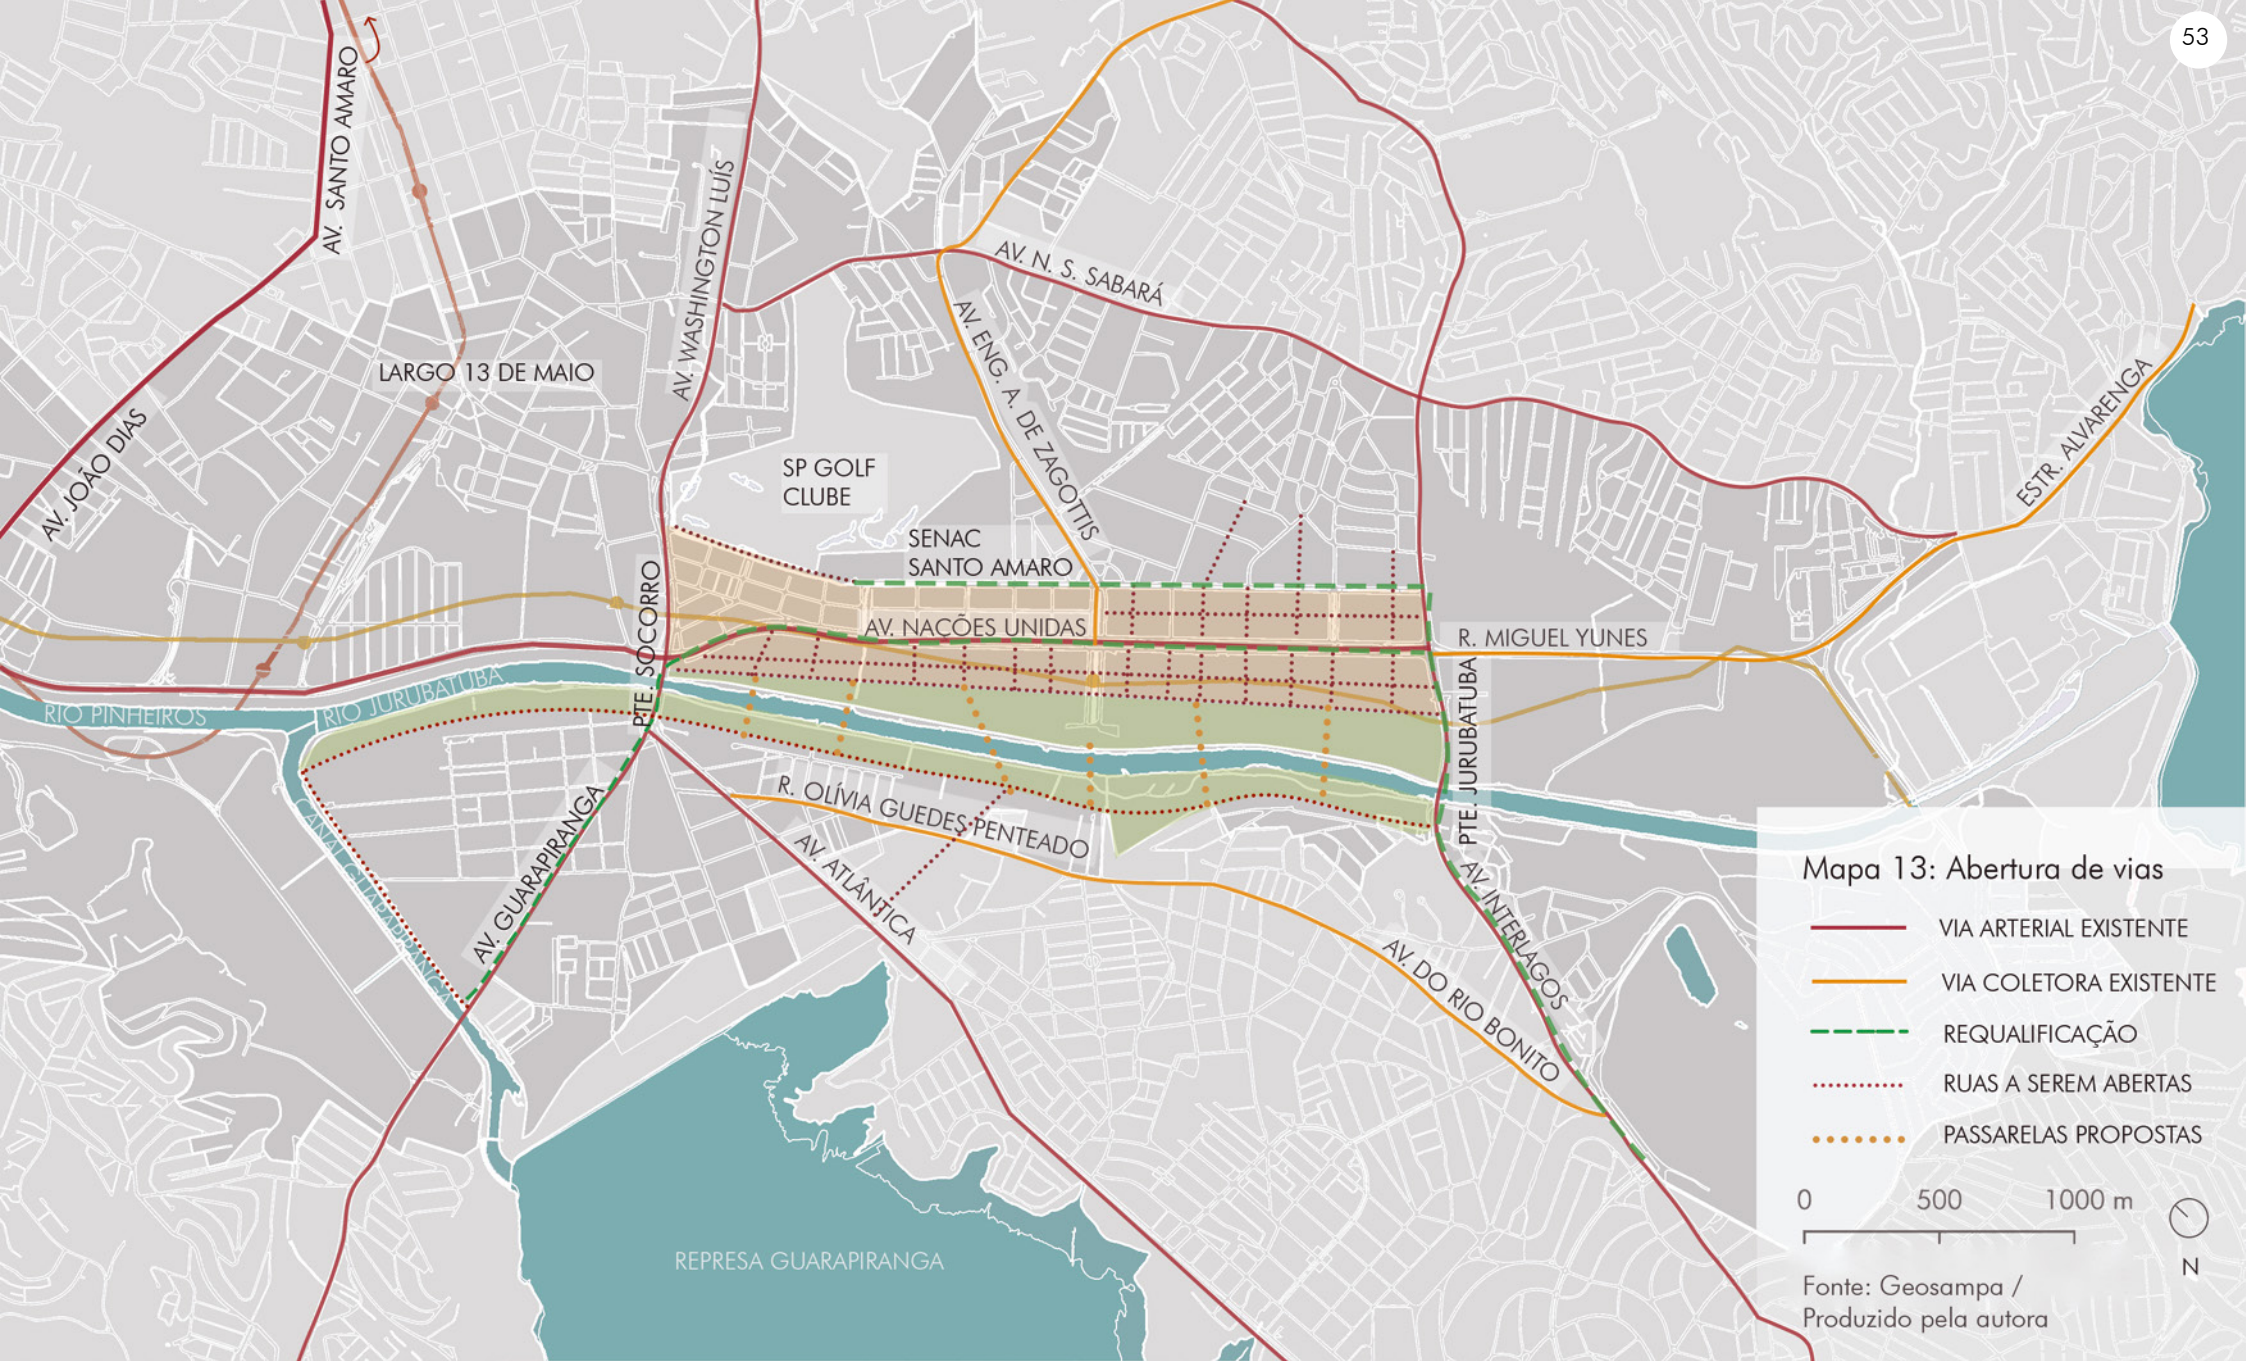 53
AV. SANTO AMARO
AV. WASHINGTON LUÍS
AV. N. S. SABARÁ
LARGO 13 DE MAIO
AV. JOÃO DIAS
AV. ENG. A. DE ZAGOTTIS
ESTR. ALVARENGA
SP GOLF
CLUBE
SENAC
SANTO AMARO
PTE. SOCORRO
AV. NAÇÕES UNIDAS
R. MIGUEL YUNES
RIO PINHEIROS
RIO JURUBATUBA
PTE. JURUBATUBA
CANAL GUARAPIRANGA
AV. GUARAPIRANGA
R. OLÍVIA GUEDES PENTEADO
AV. ATLÂNTICA
AV. INTERLAGOS
AV. DO RIO BONITO
REPRESA GUARAPIRANGA
Mapa 13: Abertura de vias
VIA ARTERIAL EXISTENTE
VIA COLETORA EXISTENTE
REQUALIFICAÇÃO
RUAS A SEREM ABERTAS
PASSARELAS PROPOSTAS
0 500 1000 m
N
Fonte: Geosampa /
Produzido pela autora